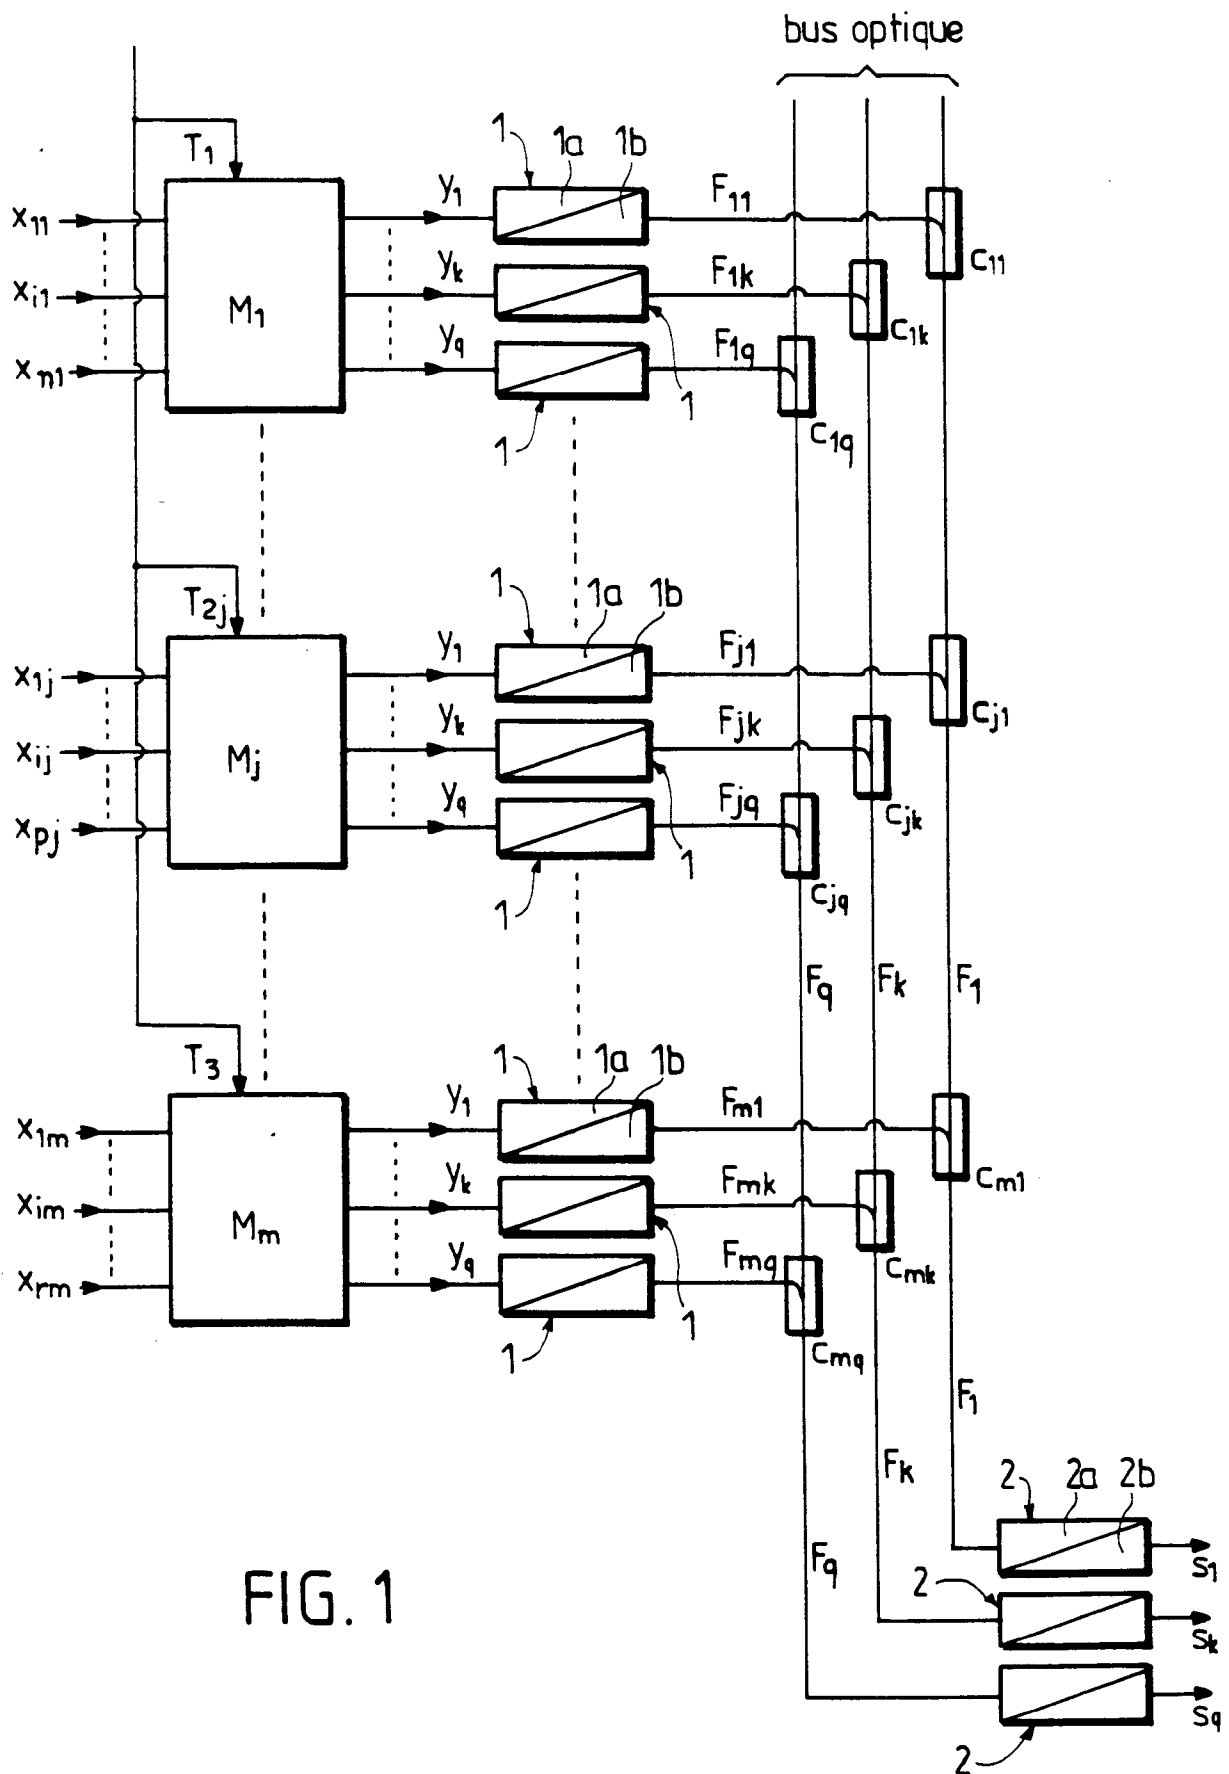 bus optique
T1
1
1a
1b
x11
y1
F11
C11
xi1
M1
yk
F1k
C1k
xn1
yq
F1q
1
1
C1q
T2j
1
1a
1b
x1j
y1
Fj1
Cj1
xij
Mj
yk
Fjk
Cjk
xpj
yq
Fjq
1
1
Cjq
Fq
Fk
F1
T3
1
1a
1b
x1m
y1
Fm1
Cm1
xim
Mm
yk
Fmk
Cmk
xrm
yq
Fmq
1
1
Cmq
F1
Fk
2
2a
2b
Fq
S1
2
Sk
Sq
2
FIG. 1